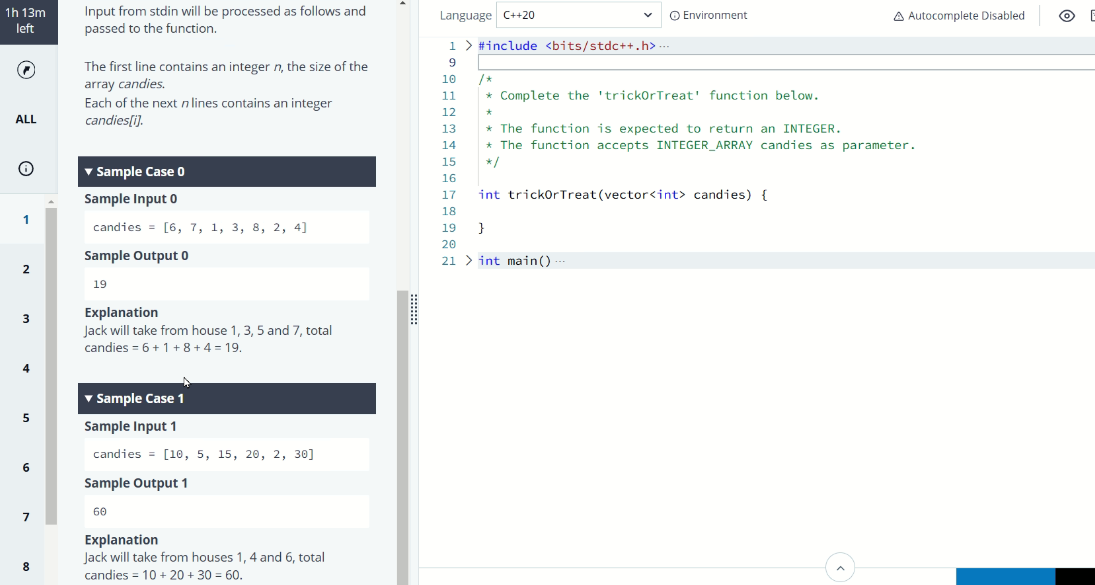 1h 13m
left
ALL
1
2
3
4
5
6
7
8
Input from stdin will be processed as follows and
passed to the function.
The first line contains an integer n, the size of the
array candies.
Each of the next n lines contains an integer
candies[i].
Sample Case 0
Sample Input 0
candies = [6, 7, 1, 3, 8, 2, 4]
Sample Output 0
19
Explanation
Jack will take from house 1, 3, 5 and 7, total
candies = 6 + 1 + 8 + 4 = 19.
Sample Case 1
Sample Input 1
candies = [10, 5, 15, 20, 2, 30]
Sample Output 1
60
Explanation
Jack will take from houses 1, 4 and 6, total
candies = 10 + 20 + 30 = 60.
Language C++20 Environment Autocomplete Disabled
1 #include <bits/stdc++.h> ...
9
10 /*
11 * Complete the 'trickOrTreat' function below.
12 *
13 * The function is expected to return an INTEGER.
14 * The function accepts INTEGER_ARRAY candies as parameter.
15 */
16
17 int trickOrTreat(vector<int> candies) {
18
19 }
20
21 int main() ...